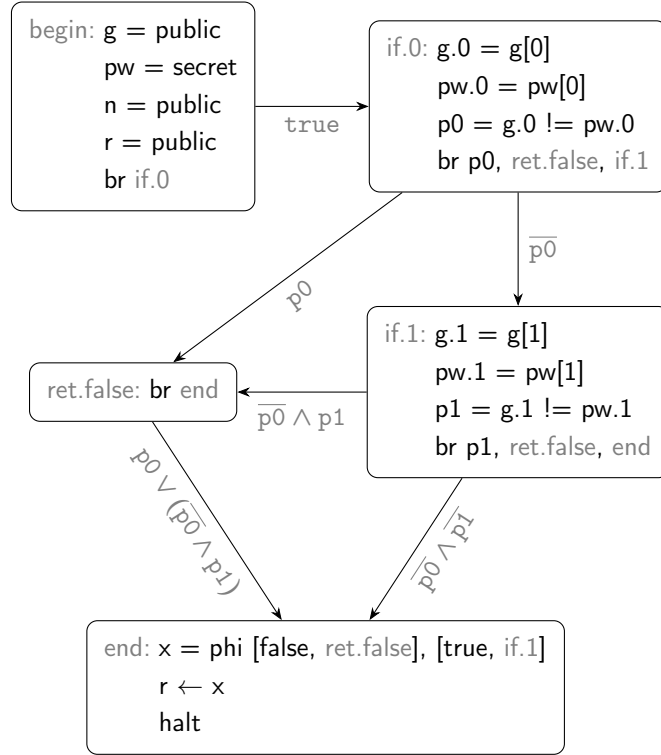 begin: g = public
pw = secret
n = public
r = public
br if.0
true
if.0: g.0 = g[0]
pw.0 = pw[0]
p0 = g.0 != pw.0
br p0, ret.false, if.1
p0
p̅0̅
if.1: g.1 = g[1]
pw.1 = pw[1]
p1 = g.1 != pw.1
br p1, ret.false, end
ret.false: br end
p̅0̅ ∧ p1
p0 ∨ (p̅0̅ ∧ p1)
p̅0̅ ∧ p̅1̅
end: x = phi [false, ret.false], [true, if.1]
r ← x
halt